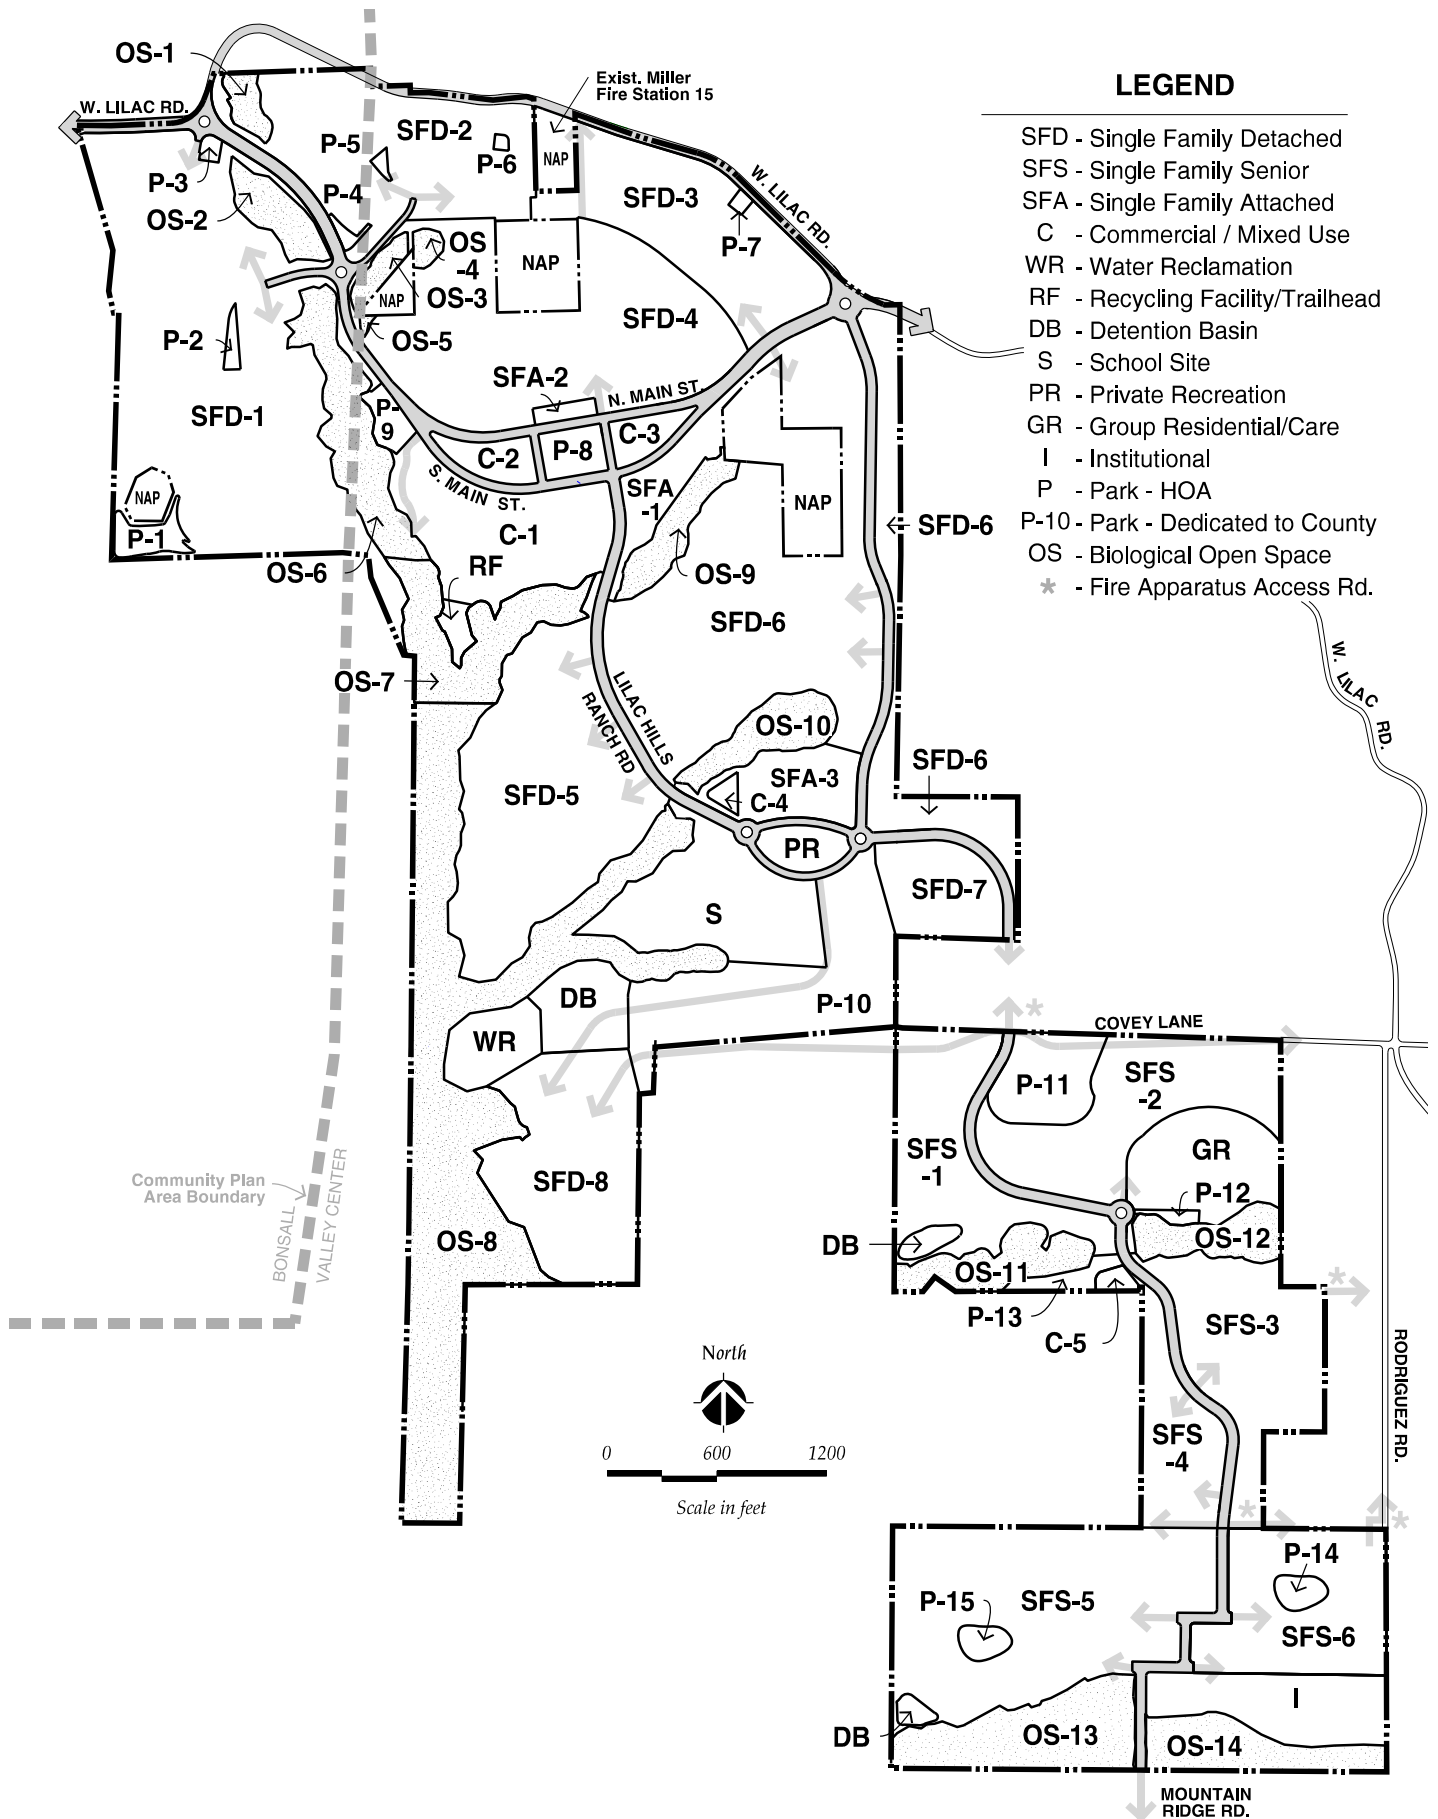 OS-1
W. LILAC RD.
Exist. Miller
Fire Station 15
LEGEND
SFD - Single Family Detached
SFS - Single Family Senior
SFA - Single Family Attached
C - Commercial / Mixed Use
WR - Water Reclamation
RF - Recycling Facility/Trailhead
DB - Detention Basin
S - School Site
PR - Private Recreation
GR - Group Residential/Care
I - Institutional
P - Park - HOA
P-10 - Park - Dedicated to County
OS - Biological Open Space
* - Fire Apparatus Access Rd.
P-5
SFD-2
P-6
NAP
P-3
P-4
OS-2
SFD-3
W. LILAC RD.
P-7
OS
-4
NAP
OS-3
NAP
SFD-4
OS-5
P-2
SFA-2
N. MAIN ST.
SFD-1
P-
9
C-2
P-8
C-3
S. MAIN ST.
SFA
-1
NAP
NAP
P-1
C-1
SFD-6
OS-6
RF
OS-9
SFD-6
OS-7
LILAC HILLS
RANCH RD
W. LILAC RD.
OS-10
SFD-6
SFD-5
SFA-3
C-4
PR
SFD-7
S
DB
P-10
WR
*
COVEY LANE
P-11
SFS
-2
SFS
-1
GR
SFD-8
P-12
Community Plan
Area Boundary
BONSALL
VALLEY CENTER
OS-8
DB
OS-12
OS-11
*
P-13
C-5
SFS-3
North
RODRIGUEZ RD.
SFS
-4
0 600 1200
Scale in feet
*
*
P-14
P-15
SFS-5
SFS-6
I
DB
OS-13
OS-14
MOUNTAIN
RIDGE RD.